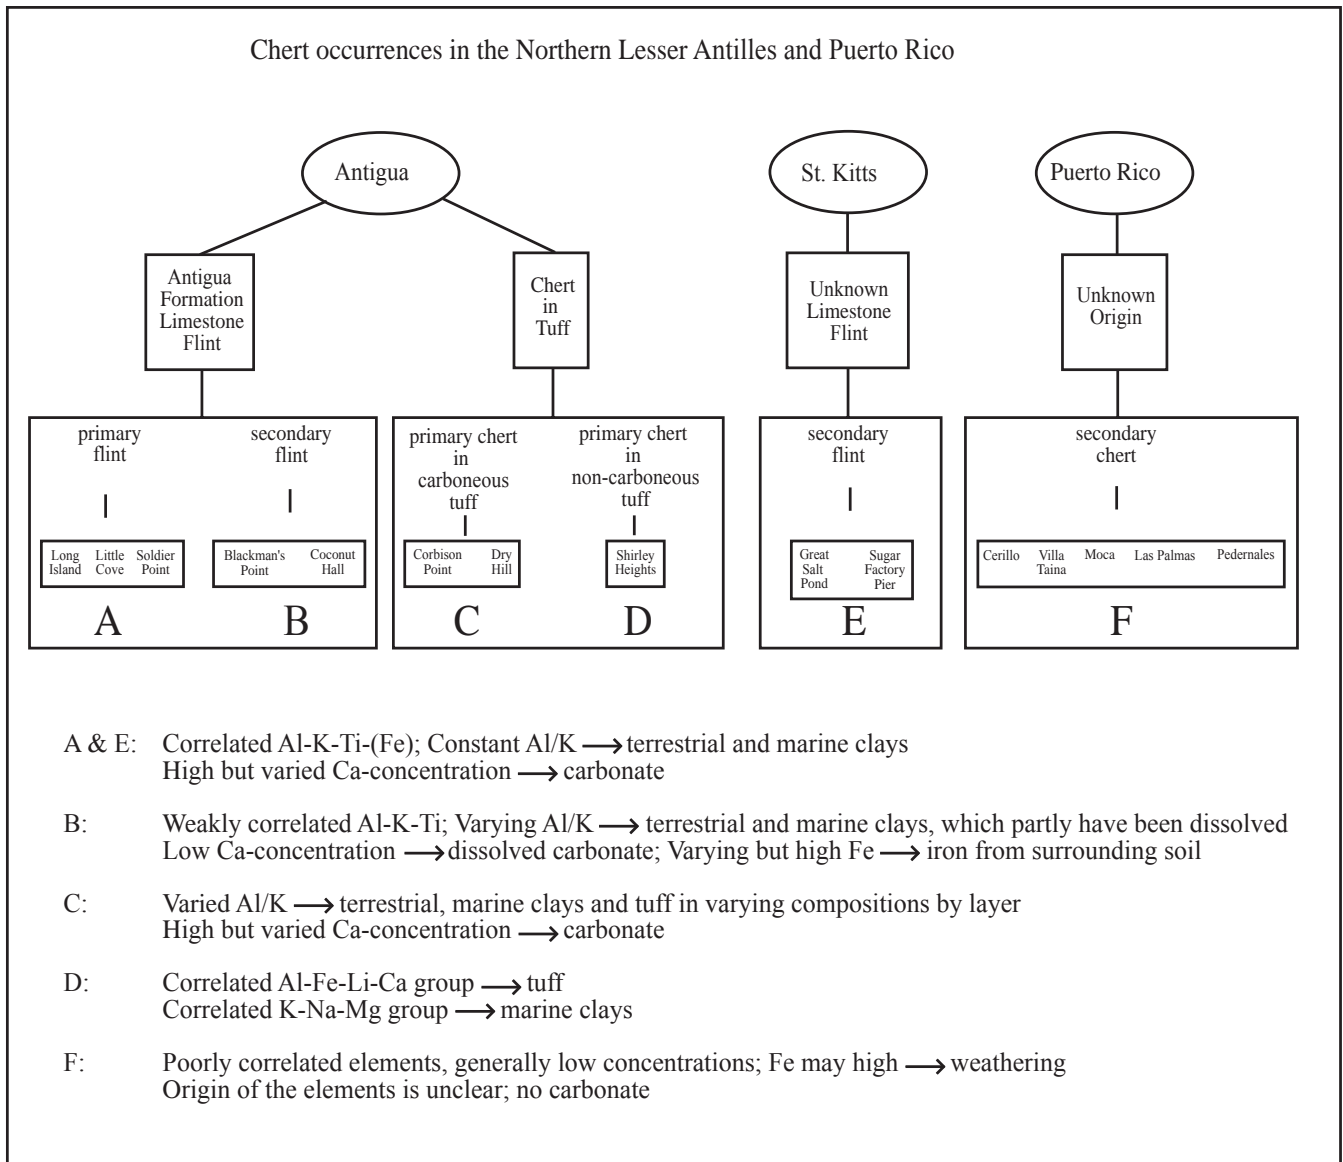 Chert occurrences in the Northern Lesser Antilles and Puerto Rico
Antigua
St. Kitts
Puerto Rico
Antigua
Formation
Limestone
Flint
Chert
in
Tuff
Unknown
Limestone
Flint
Unknown
Origin
primary
flint
secondary
flint
primary chert
in
carboneous
tuff
primary chert
in
non-carboneous
tuff
secondary
flint
secondary
chert
Long
Island
Little
Cove
Soldier
Point
Blackman's
Point
Coconut
Hall
Corbison
Point
Dry
Hill
Shirley
Heights
Great
Salt
Pond
Sugar
Factory
Pier
Cerillo
Villa
Taina
Moca
Las Palmas
Pedernales
A
B
C
D
E
F
A & E: Correlated Al-K-Ti-(Fe); Constant Al/K → terrestrial and marine clays
High but varied Ca-concentration → carbonate
B: Weakly correlated Al-K-Ti; Varying Al/K → terrestrial and marine clays, which partly have been dissolved
Low Ca-concentration → dissolved carbonate; Varying but high Fe → iron from surrounding soil
C: Varied Al/K → terrestrial, marine clays and tuff in varying compositions by layer
High but varied Ca-concentration → carbonate
D: Correlated Al-Fe-Li-Ca group → tuff
Correlated K-Na-Mg group → marine clays
F: Poorly correlated elements, generally low concentrations; Fe may high → weathering
Origin of the elements is unclear; no carbonate